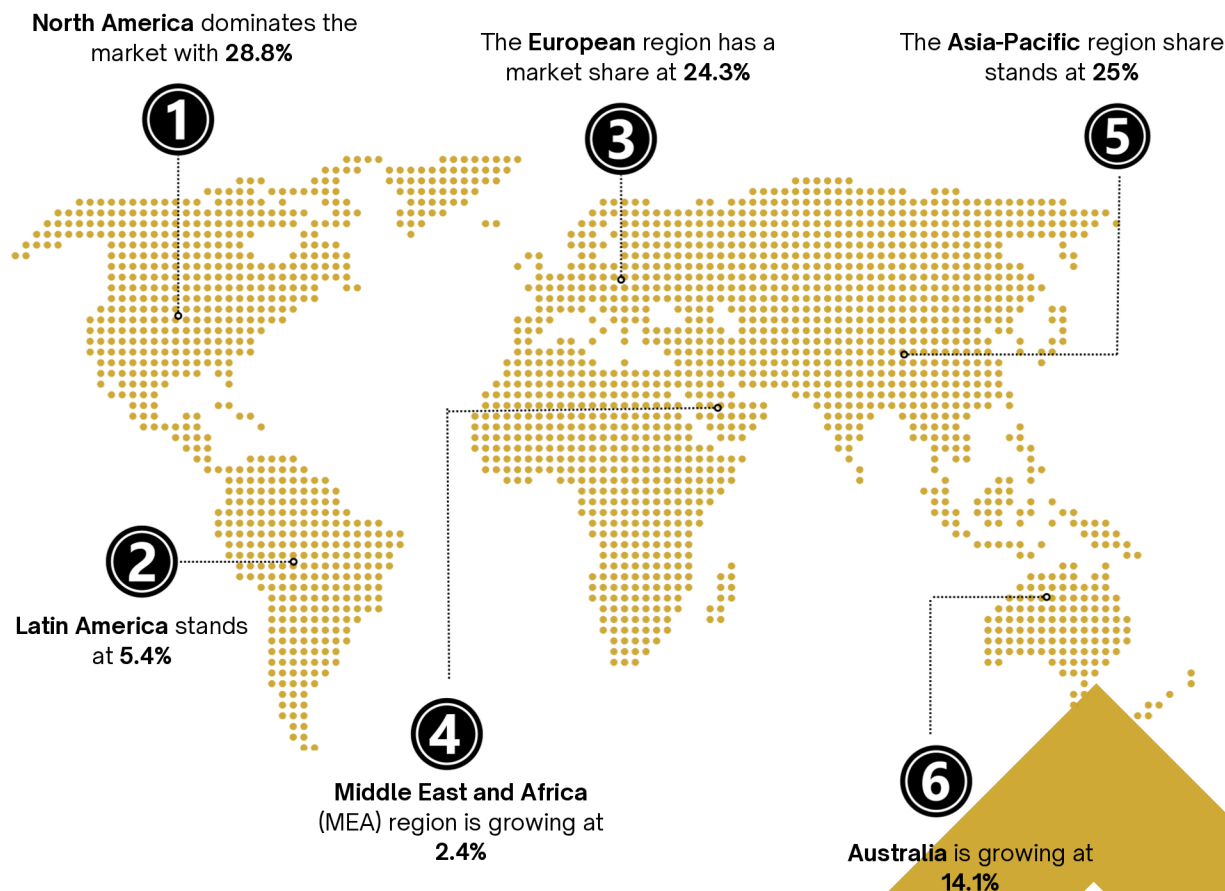 North America dominates the
market with 28.8%
1
The European region has a
market share at 24.3%
3
The Asia-Pacific region share
stands at 25%
5
2
Latin America stands
at 5.4%
4
Middle East and Africa
(MEA) region is growing at
2.4%
6
Australia is growing at
14.1%